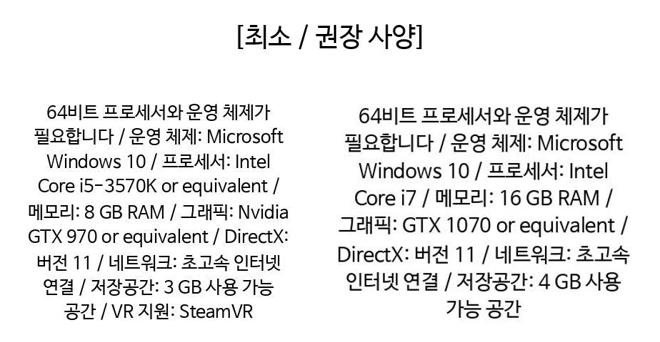 [최소 / 권장 사양]
64비트 프로세서와 운영 체제가
필요합니다 / 운영 체제: Microsoft
Windows 10 / 프로세서: Intel
Core i5-3570K or equivalent /
메모리: 8 GB RAM / 그래픽: Nvidia
GTX 970 or equivalent / DirectX:
버전 11 / 네트워크: 초고속 인터넷
연결 / 저장공간: 3 GB 사용 가능
공간 / VR 지원: SteamVR
64비트 프로세서와 운영 체제가
필요합니다 / 운영 체제: Microsoft
Windows 10 / 프로세서: Intel
Core i7 / 메모리: 16 GB RAM /
그래픽: GTX 1070 or equivalent /
DirectX: 버전 11 / 네트워크: 초고속
인터넷 연결 / 저장공간: 4 GB 사용
가능 공간